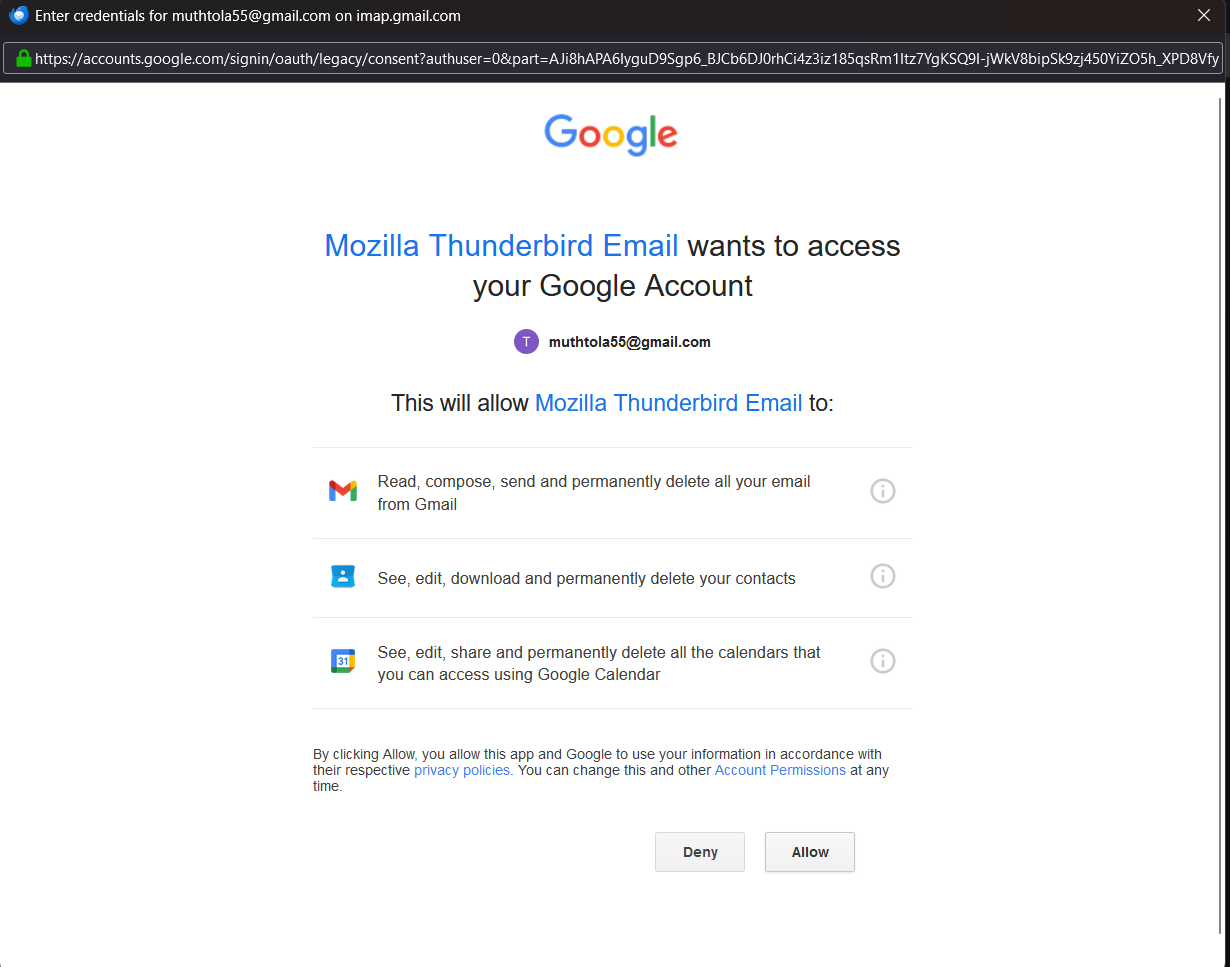 Enter credentials for muthtola55@gmail.com on imap.gmail.com
https://accounts.google.com/signin/oauth/legacy/consent?authuser=0&part=AJi8hAPA6IyguD9Sgp6_BJCb6DJ0rhCi4z3iz185qsRm1Itz7YgKSQ9I-jWkV8bipSk9zj450YiZO5h_XPD8Vfy
Google
Mozilla Thunderbird Email wants to access
your Google Account
T muthtola55@gmail.com
This will allow Mozilla Thunderbird Email to:
Read, compose, send and permanently delete all your email
from Gmail
See, edit, download and permanently delete your contacts
31
See, edit, share and permanently delete all the calendars that
you can access using Google Calendar
By clicking Allow, you allow this app and Google to use your information in accordance with
their respective privacy policies. You can change this and other Account Permissions at any
time.
Deny Allow